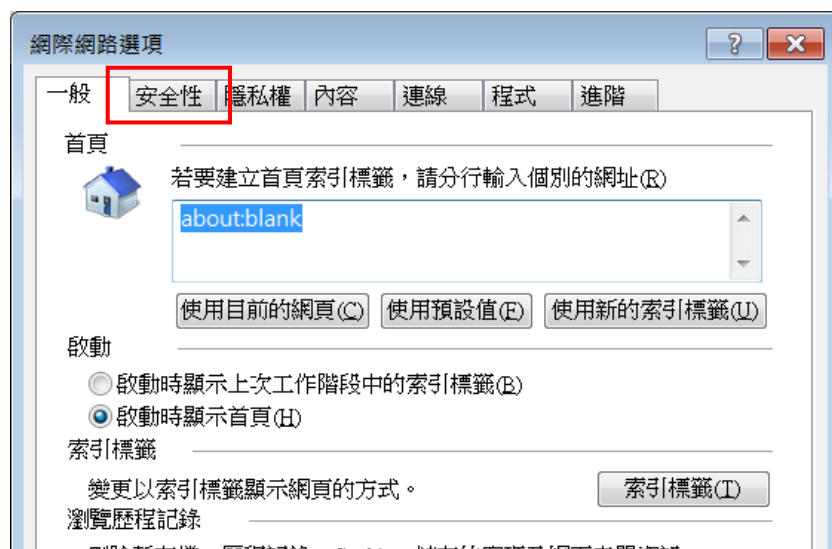 網際網路選項
一般 安全性 隱私權 內容 連線 程式 進階
首頁
若要建立首頁索引標籤,請分行輸入個別的網址(R)
about:blank
使用目前的網頁(C) 使用預設值(F) 使用新的索引標籤(U)
啟動
啟動時顯示上次工作階段中的索引標籤(B)
啟動時顯示首頁(H)
索引標籤
變更以索引標籤顯示網頁的方式。 索引標籤(T)
瀏覽歷程記錄